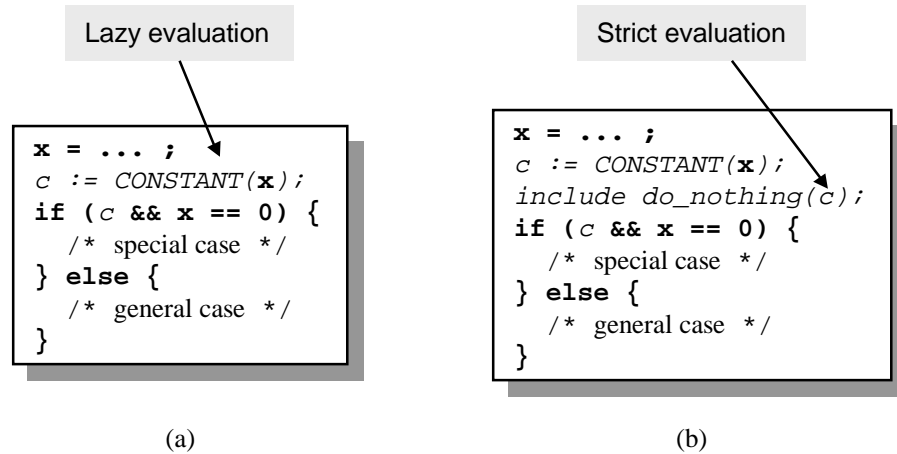 Lazy evaluation
x = ... ;
c := CONSTANT(x);
if (c && x == 0) {
/* special case */
} else {
/* general case */
}
(a)
Strict evaluation
x = ... ;
c := CONSTANT(x);
include do_nothing(c);
if (c && x == 0) {
/* special case */
} else {
/* general case */
}
(b)